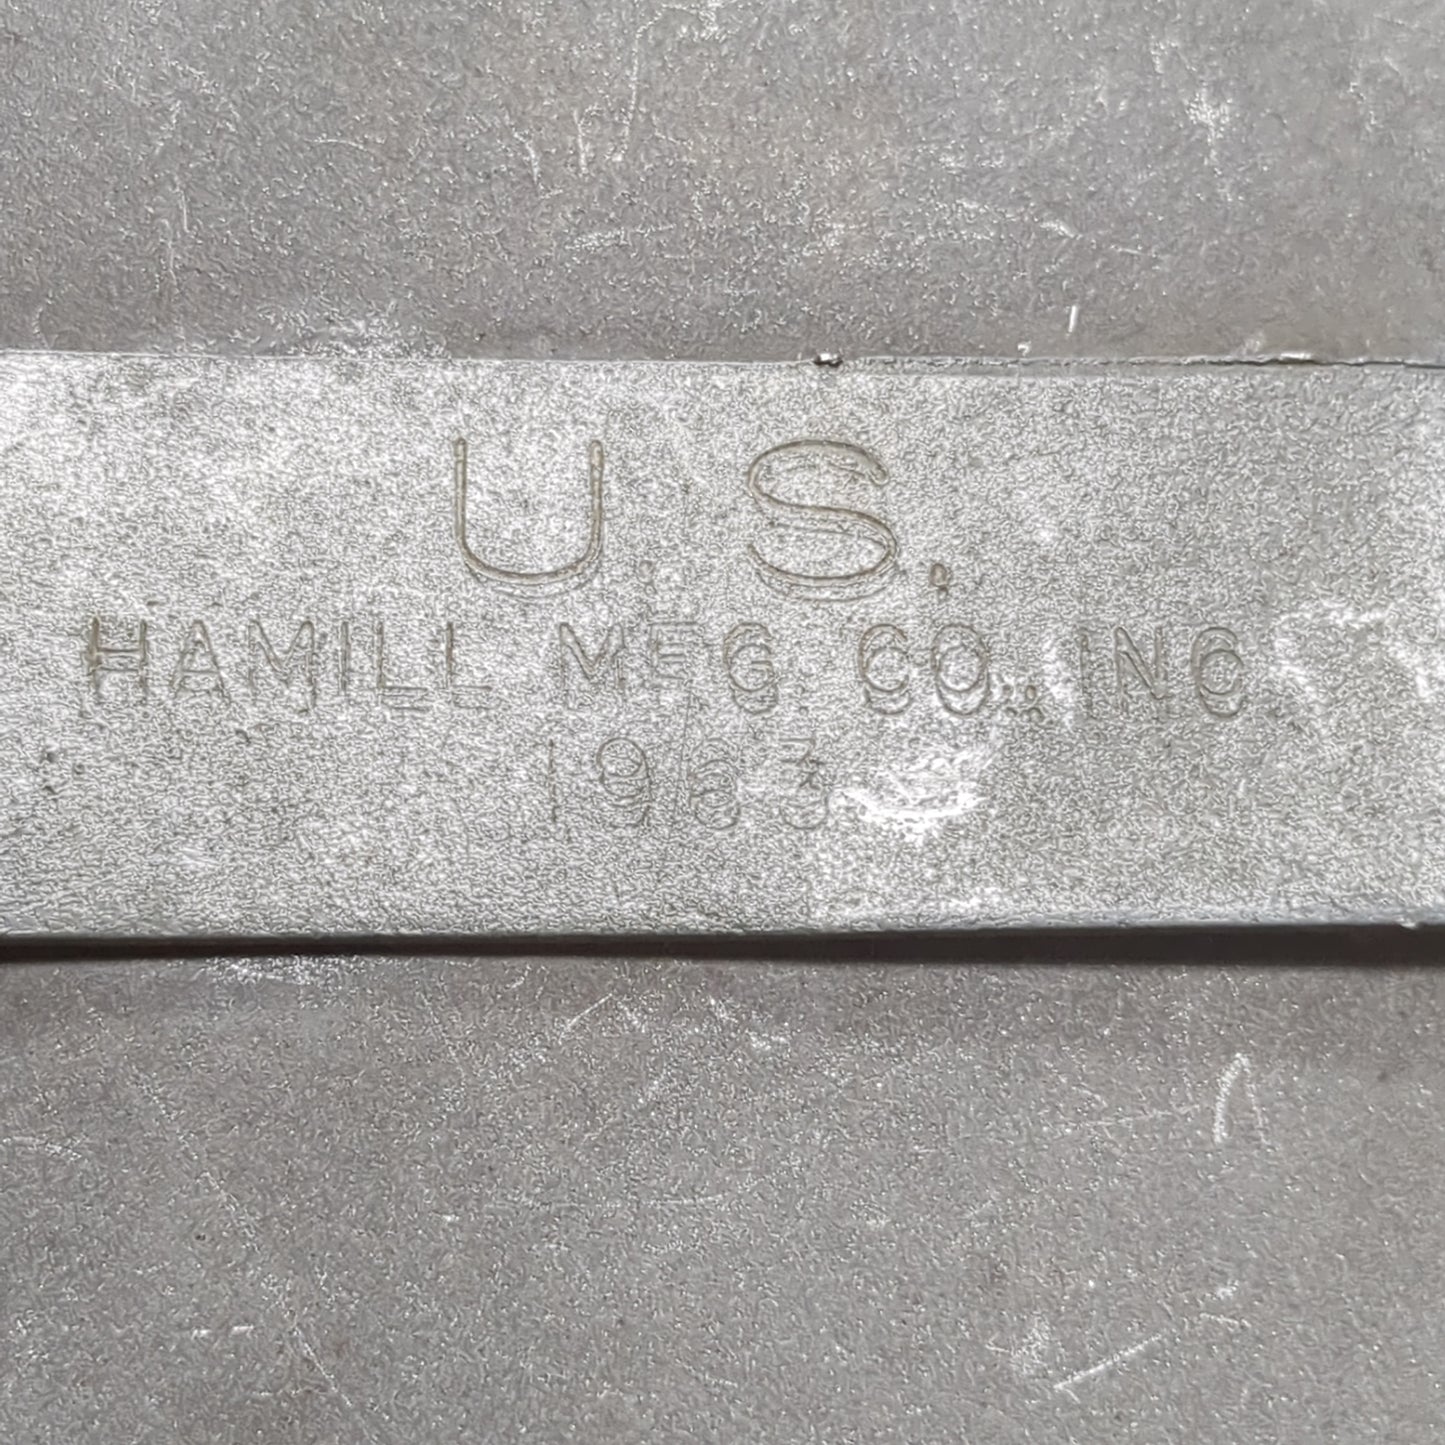 U. S.
HAMILL MFG. CO., INC.
1963